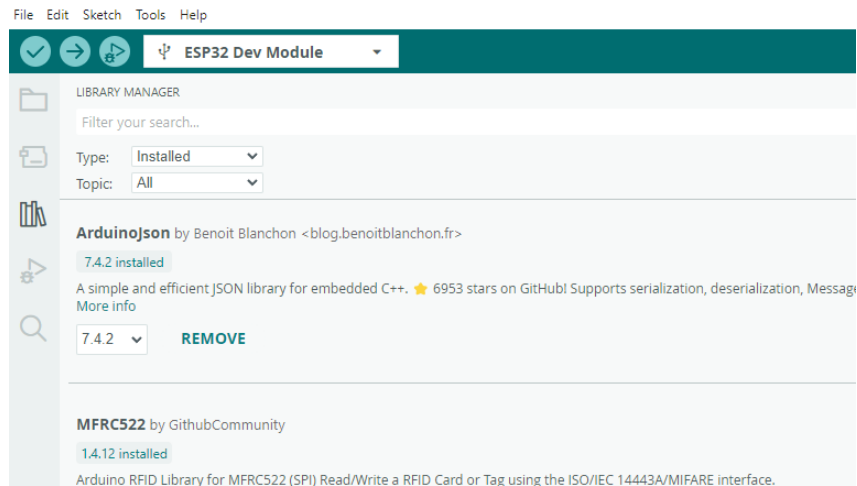 File Edit Sketch Tools Help
ESP32 Dev Module
LIBRARY MANAGER
Filter your search...
Type: Installed
Topic: All
ArduinoJson by Benoit Blanchon <blog.benoitblanchon.fr>
7.4.2 installed
A simple and efficient JSON library for embedded C++. ⭐ 6953 stars on GitHub! Supports serialization, deserialization, Message
More info
7.4.2 REMOVE
MFRC522 by GithubCommunity
1.4.12 installed
Arduino RFID Library for MFRC522 (SPI) Read/Write a RFID Card or Tag using the ISO/IEC 14443A/MIFARE interface.